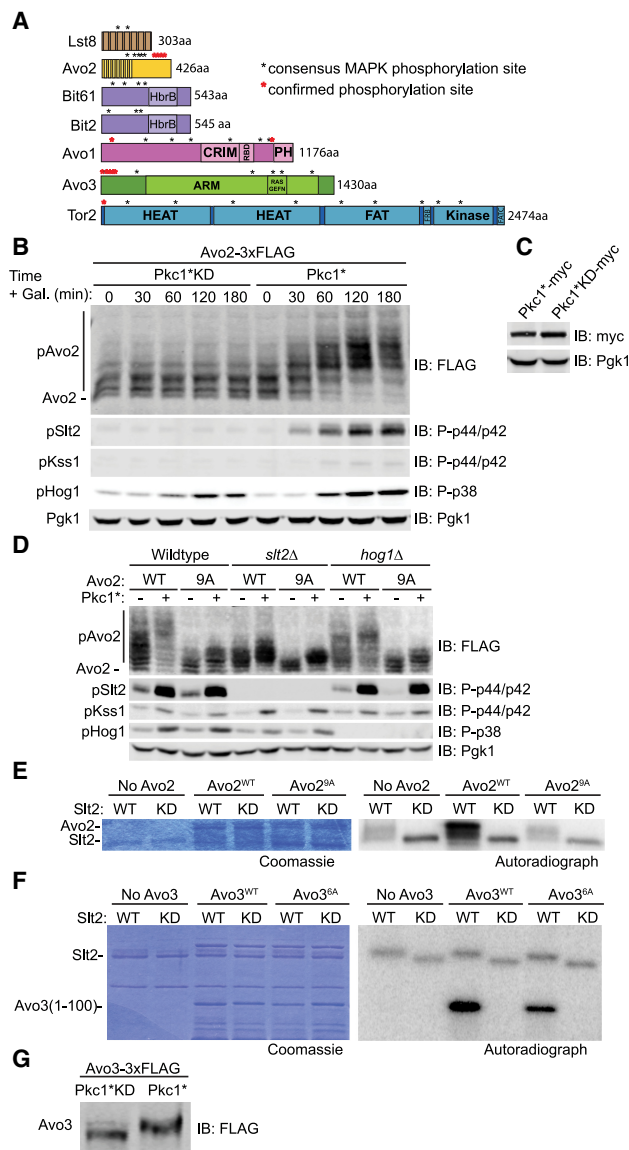 A
Lst8 303aa
Avo2 426aa
*consensus MAPK phosphorylation site
*confirmed phosphorylation site
Bit61 HbrB 543aa
Bit2 HbrB 545 aa
Avo1 CRIM RBD PH 1176aa
Avo3 ARM RAS GEFN 1430aa
Tor2 HEAT HEAT FAT FRB Kinase FATC 2474aa
B
Avo2-3xFLAG
Time Pkc1*KD Pkc1*
+ Gal. (min): 0 30 60 120 180 0 30 60 120 180
pAvo2
Avo2 - IB: FLAG
pSlt2 IB: P-p44/p42
pKss1 IB: P-p44/p42
pHog1 IB: P-p38
Pgk1 IB: Pgk1
C
Pkc1*-myc
Pkc1*KD-myc
IB: myc
IB: Pgk1
D
Wildtype slt2Δ hog1Δ
Avo2: WT 9A WT 9A WT 9A
Pkc1*: - + - + - + - + - + - +
pAvo2
Avo2 - IB: FLAG
pSlt2 IB: P-p44/p42
pKss1 IB: P-p44/p42
pHog1 IB: P-p38
IB: Pgk1
E
No Avo2 Avo2WT Avo29A No Avo2 Avo2WT Avo29A
Slt2: WT KD WT KD WT KD WT KD WT KD WT KD
Avo2-
Slt2-
Coomassie Autoradiograph
F
No Avo3 Avo3WT Avo36A No Avo3 Avo3WT Avo36A
Slt2: WT KD WT KD WT KD WT KD WT KD WT KD
Slt2-
Avo3(1-100)-
Coomassie Autoradiograph
G
Avo3-3xFLAG
Pkc1*KD Pkc1*
Avo3 IB: FLAG